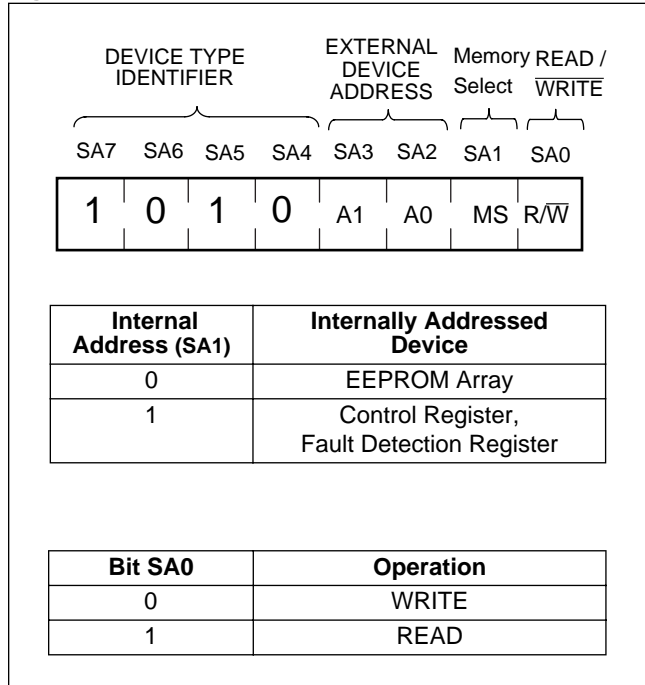 DEVICE TYPE IDENTIFIER
EXTERNAL DEVICE ADDRESS
Memory Select
READ / WRITE
SA7 SA6 SA5 SA4 SA3 SA2 SA1 SA0
1 0 1 0 A1 A0 MS R/W
Internal Address (SA1) Internally Addressed Device
0 EEPROM Array
1 Control Register, Fault Detection Register
Bit SA0 Operation
0 WRITE
1 READ